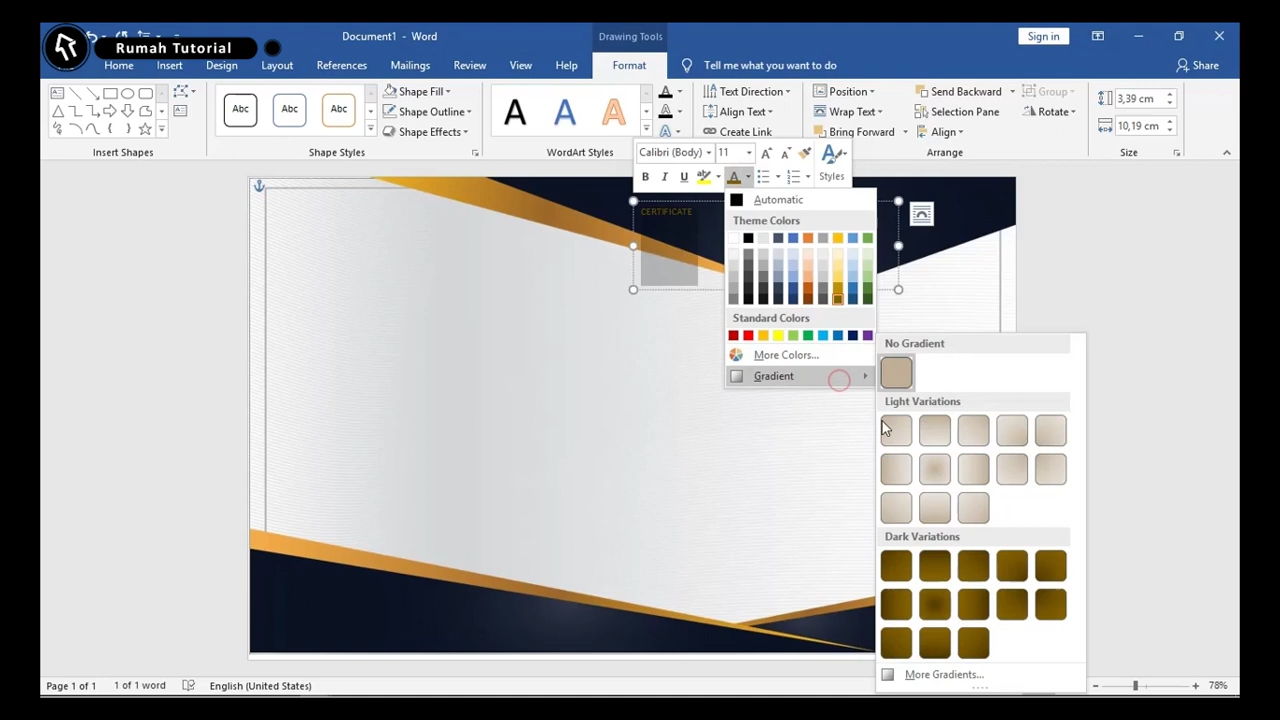 Rumah Tutorial
Document1 - Word
Drawing Tools
Sign in
Home
Insert
Design
Layout
References
Mailings
Review
View
Help
Format
Tell me what you want to do
Share
Abc
Abc
Abc
Shape Fill
Shape Outline
Shape Effects
A
A
A
Text Direction
Align Text
Create Link
Position
Wrap Text
Bring Forward
Send Backward
Selection Pane
Align
Group
Rotate
3,39 cm
10,19 cm
Insert Shapes
Shape Styles
WordArt Styles
Arrange
Size
Calibri (Body)
11
B
I
U
Styles
Automatic
Theme Colors
CERTIFICATE
Standard Colors
More Colors...
Gradient
No Gradient
Light Variations
Dark Variations
More Gradients...
Page 1 of 1
1 of 1 word
English (United States)
78%